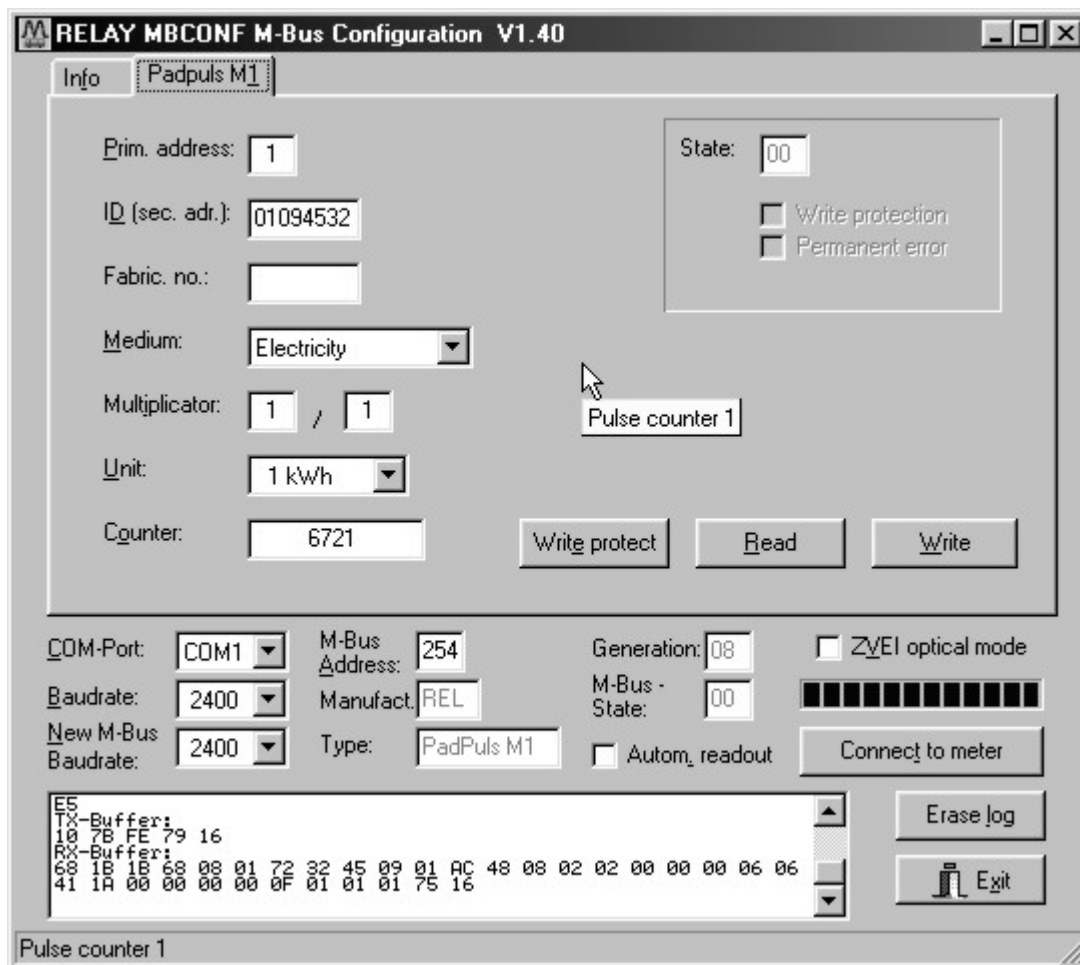 RELAY MBCONF M-Bus Configuration V1.40
Info Padpuls M1
Prim. address: 1
State: 00
ID (sec. adr.): 01094532
Write protection
Permanent error
Fabric. no.:
Medium: Electricity
Multiplicator: 1 / 1
Pulse counter 1
Unit: 1 kWh
Counter: 6721
Write protect Read Write
COM-Port: COM1
M-Bus Address: 254
Generation: 08
ZVEI optical mode
Baudrate: 2400
Manufact. REL
M-Bus - State: 00
New M-Bus Baudrate: 2400
Type: PadPuls M1
Autom. readout
Connect to meter
E5
TX-Buffer:
10 7B FE 79 16
RX-Buffer:
68 1B 1B 68 08 01 72 32 45 09 01 AC 48 08 02 02 00 00 00 06 06
41 1A 00 00 00 00 0F 01 01 01 75 16
Erase log
Exit
Pulse counter 1